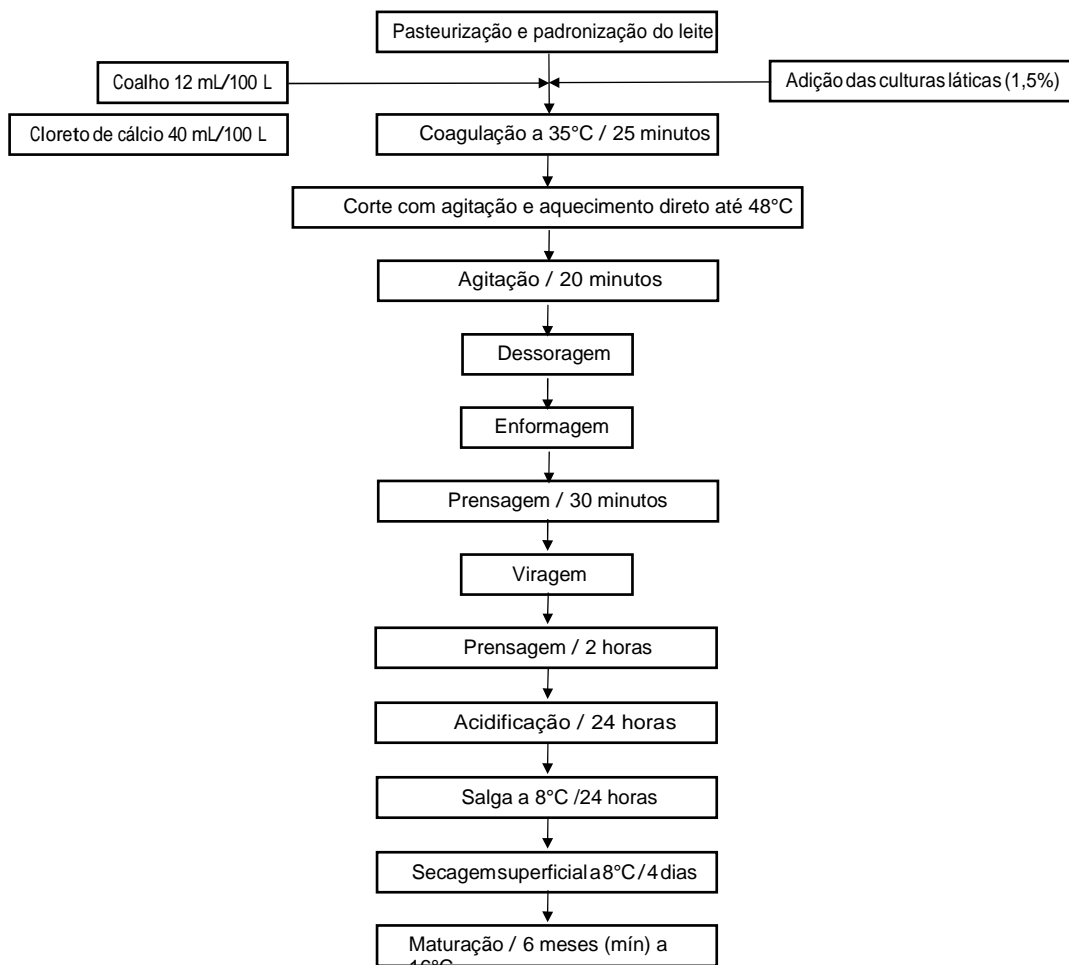 Pasteurização e padronização do leite
Coalho 12 mL/100 L
Adição das culturas láticas (1,5%)
Cloreto de cálcio 40 mL/100 L
Coagulação a 35°C / 25 minutos
Corte com agitação e aquecimento direto até 48°C
Agitação / 20 minutos
Dessoragem
Enformagem
Prensagem / 30 minutos
Viragem
Prensagem / 2 horas
Acidificação / 24 horas
Salga a 8°C /24 horas
Secagem superficial a 8°C / 4 dias
Maturação / 6 meses (mín) a
16°C